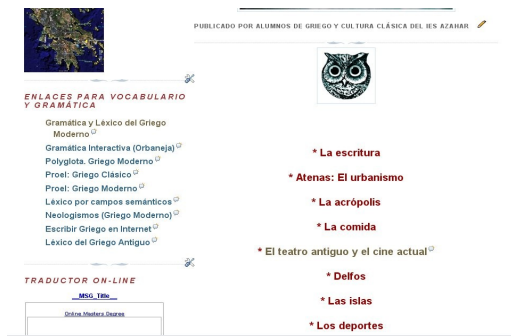 PUBLICADO POR ALUMNOS DE GRIEGO Y CULTURA CLÁSICA DEL IES AZAHAR
ENLACES PARA VOCABULARIO
Y GRAMÁTICA
Gramática y Léxico del Griego
Moderno
Gramática Interactiva (Orbaneja)
Polyglota. Griego Moderno
Proel: Griego Clásico
Proel: Griego Moderno
Léxico por campos semánticos
Neologismos (Griego Moderno)
Escribir Griego en Internet
Léxico del Griego Antiguo
TRADUCTOR ON-LINE
__MSG_Title__
Online Masters Degree
* La escritura
* Atenas: El urbanismo
* La acrópolis
* La comida
* El teatro antiguo y el cine actual
* Delfos
* Las islas
* Los deportes